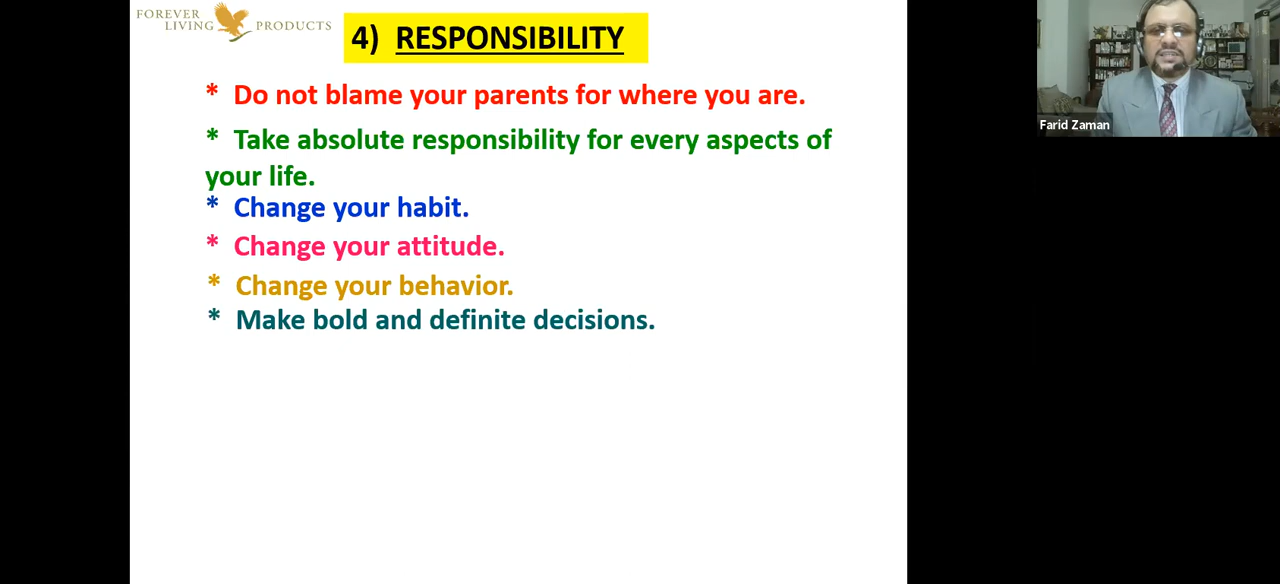 FOREVER
LIVING PRODUCTS
4) RESPONSIBILITY
* Do not blame your parents for where you are.
* Take absolute responsibility for every aspects of
your life.
* Change your habit.
* Change your attitude.
* Change your behavior.
* Make bold and definite decisions.
Farid Zaman